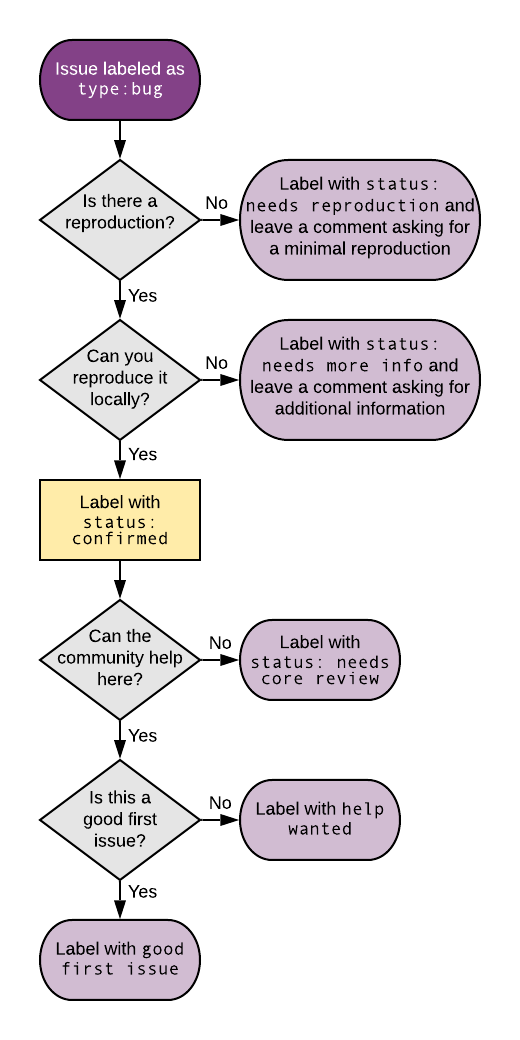 Issue labeled as
type:bug
Is there a
reproduction?
No
Label with status:
needs reproduction and
leave a comment asking for
a minimal reproduction
Yes
Can you
reproduce it
locally?
No
Label with status:
needs more info and
leave a comment asking for
additional information
Yes
Label with
status:
confirmed
Can the
community help
here?
No
Label with
status: needs
core review
Yes
Is this a
good first
issue?
No
Label with help
wanted
Yes
Label with good
first issue